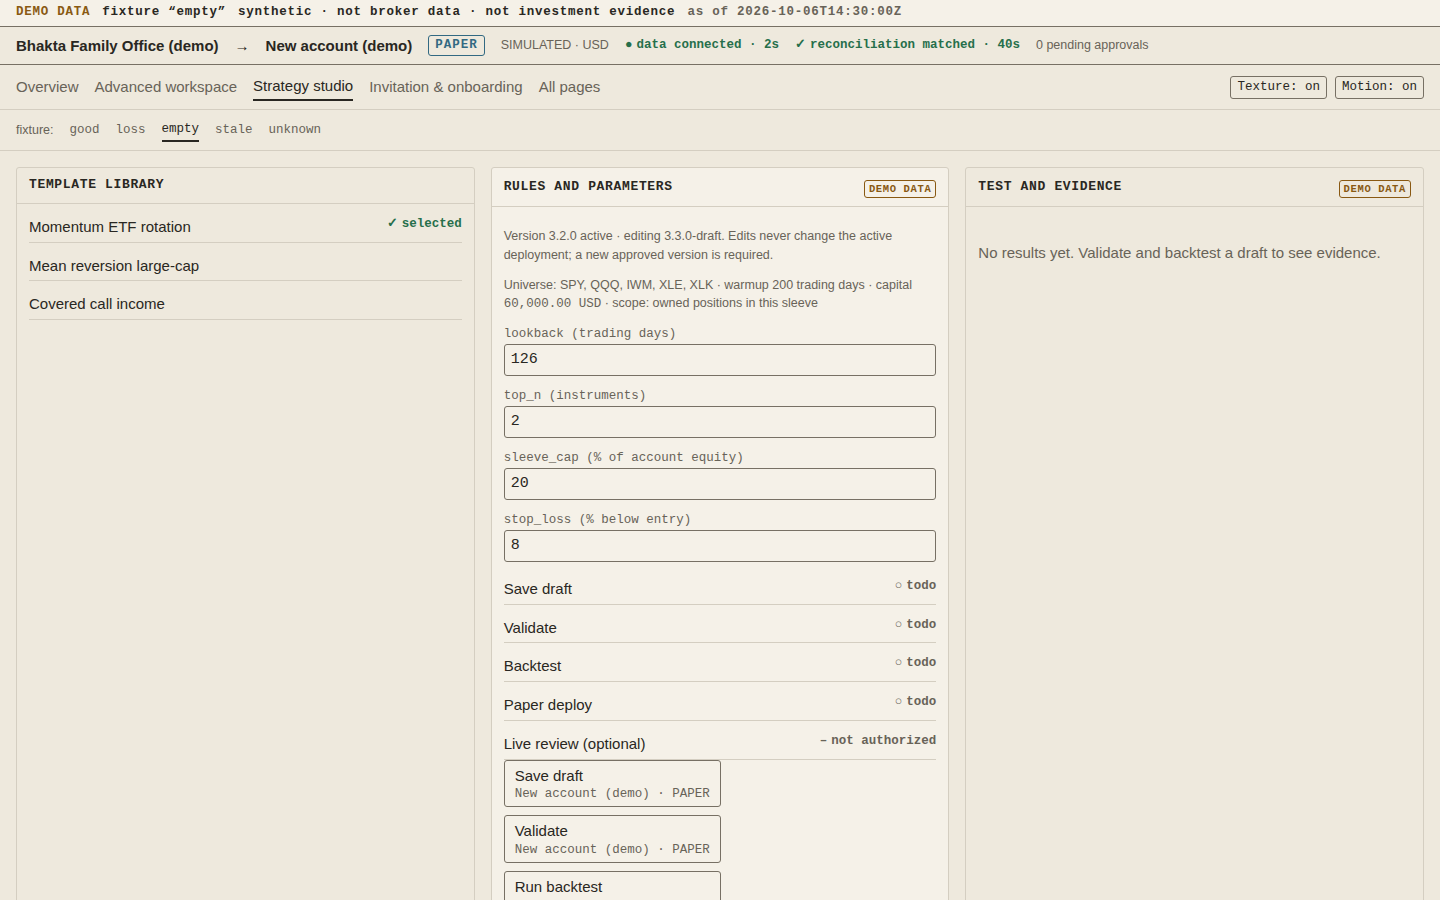 DEMO DATA fixture “empty” synthetic · not broker data · not investment evidence as of 2026-10-06T14:30:00Z
Bhakta Family Office (demo) → New account (demo) PAPER SIMULATED · USD ● data connected · 2s ✓ reconciliation matched · 40s 0 pending approvals
Overview Advanced workspace Strategy studio Invitation & onboarding All pages Texture: on Motion: on
fixture: good loss empty stale unknown
TEMPLATE LIBRARY
Momentum ETF rotation ✓ selected
Mean reversion large-cap
Covered call income
RULES AND PARAMETERS DEMO DATA
Version 3.2.0 active · editing 3.3.0-draft. Edits never change the active
deployment; a new approved version is required.
Universe: SPY, QQQ, IWM, XLE, XLK · warmup 200 trading days · capital
60,000.00 USD · scope: owned positions in this sleeve
lookback (trading days)
126
top_n (instruments)
2
sleeve_cap (% of account equity)
20
stop_loss (% below entry)
8
Save draft ○ todo
Validate ○ todo
Backtest ○ todo
Paper deploy ○ todo
Live review (optional) – not authorized
Save draft
New account (demo) · PAPER
Validate
New account (demo) · PAPER
Run backtest
TEST AND EVIDENCE DEMO DATA
No results yet. Validate and backtest a draft to see evidence.